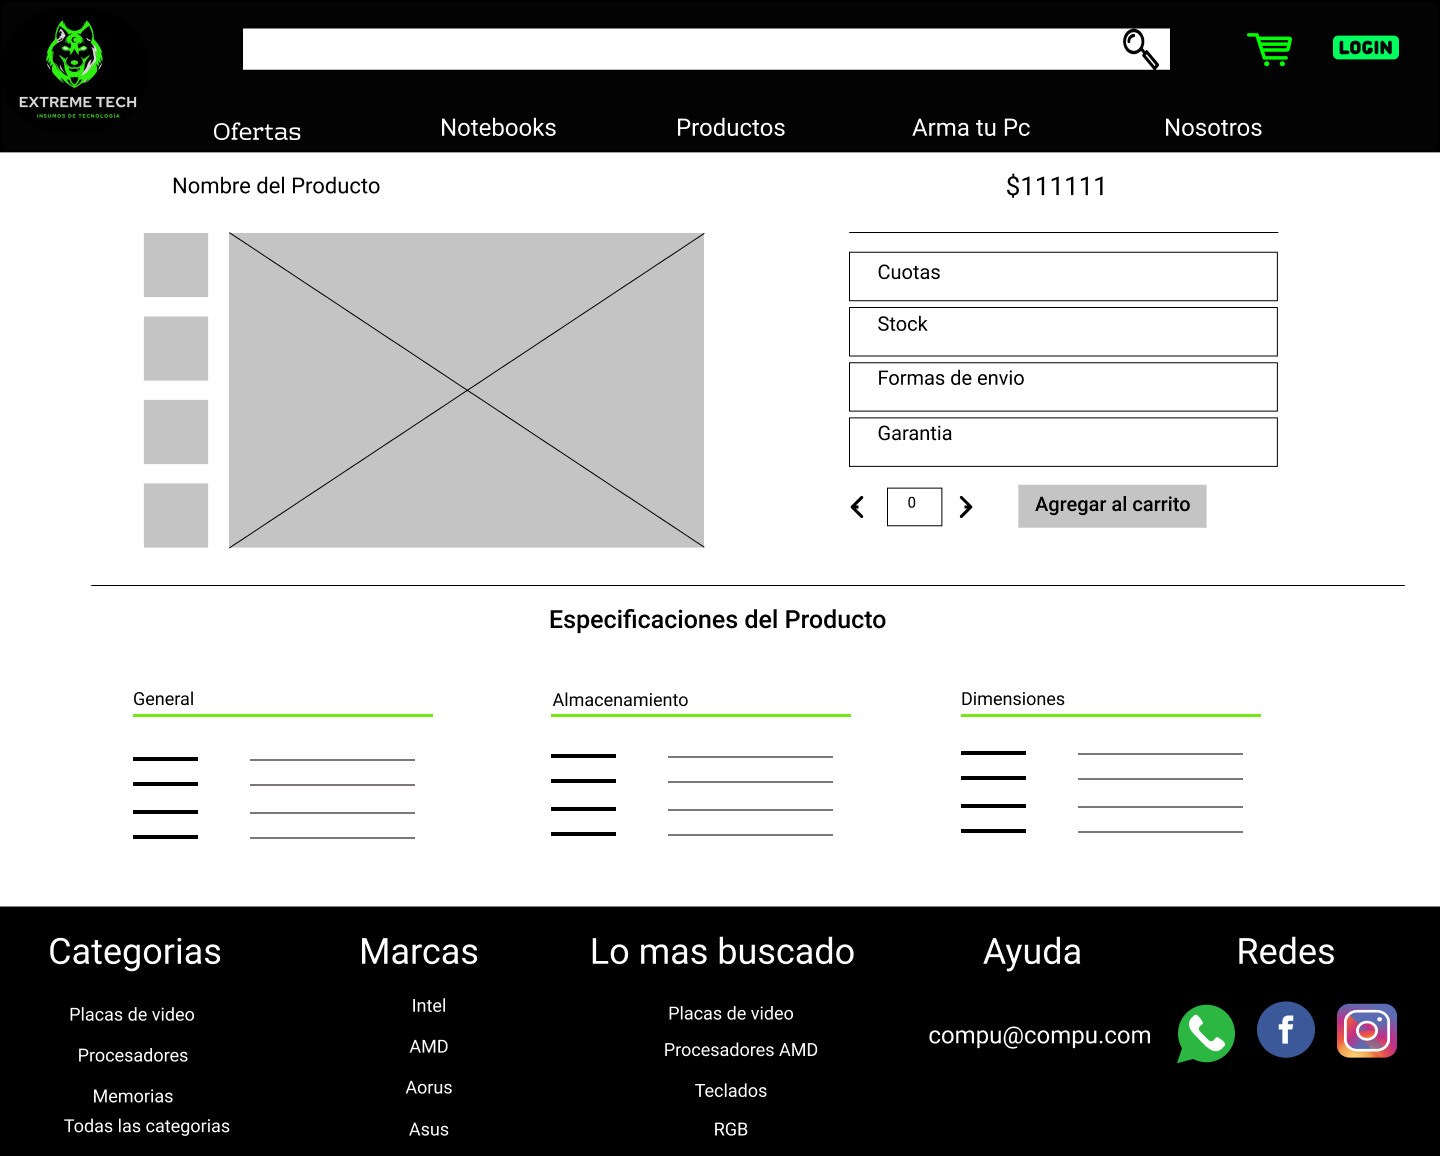 EXTREME TECH
INSUMOS DE TECNOLOGÍA
LOGIN
Ofertas
Notebooks
Productos
Arma tu Pc
Nosotros
Nombre del Producto
$111111
Cuotas
Stock
Formas de envio
Garantia
0
Agregar al carrito
Especificaciones del Producto
General
Almacenamiento
Dimensiones
Categorias
Placas de video
Procesadores
Memorias
Todas las categorias
Marcas
Intel
AMD
Aorus
Asus
Lo mas buscado
Placas de video
Procesadores AMD
Teclados
RGB
Ayuda
compu@compu.com
Redes